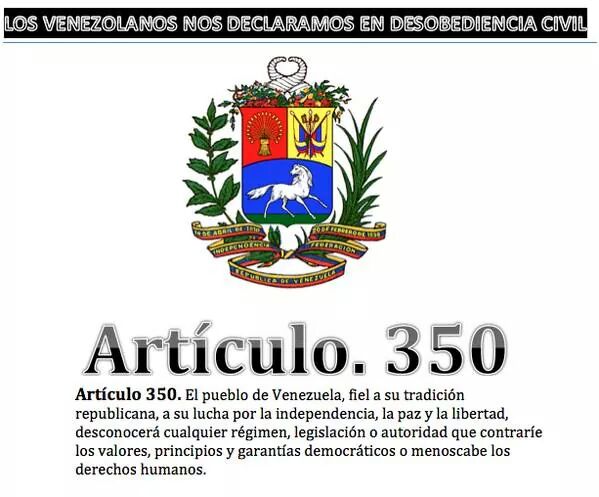 LOS VENEZOLANOS NOS DECLARAMOS EN DESOBEDIENCIA CIVIL
19 DE ABRIL DE 1810 20 DE FEBRERO DE 1859
INDEPENDENCIA FEDERACION
REPUBLICA DE VENEZUELA
Artículo. 350
Artículo 350. El pueblo de Venezuela, fiel a su tradición
republicana, a su lucha por la independencia, la paz y la libertad,
desconocerá cualquier régimen, legislación o autoridad que contraríe
los valores, principios y garantías democráticos o menoscabe los
derechos humanos.